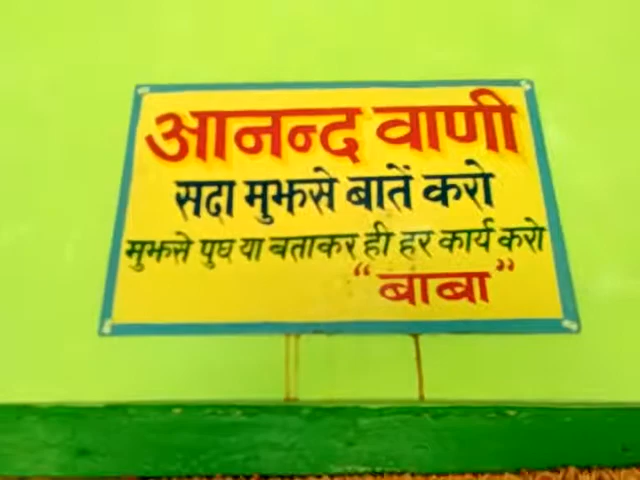 आनन्द वाणी
सदा मुझसे बातें करो
मुझसे पुछ या बताकर ही हर कार्य करो
"बाबा"